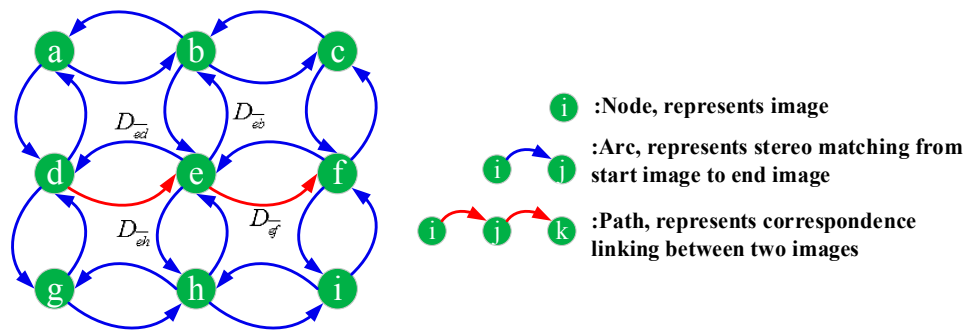 a b c
D_ed D_eb
d e f
D_eh D_ef
g h i
i :Node, represents image
:Arc, represents stereo matching from
i j start image to end image
i j k :Path, represents correspondence
linking between two images